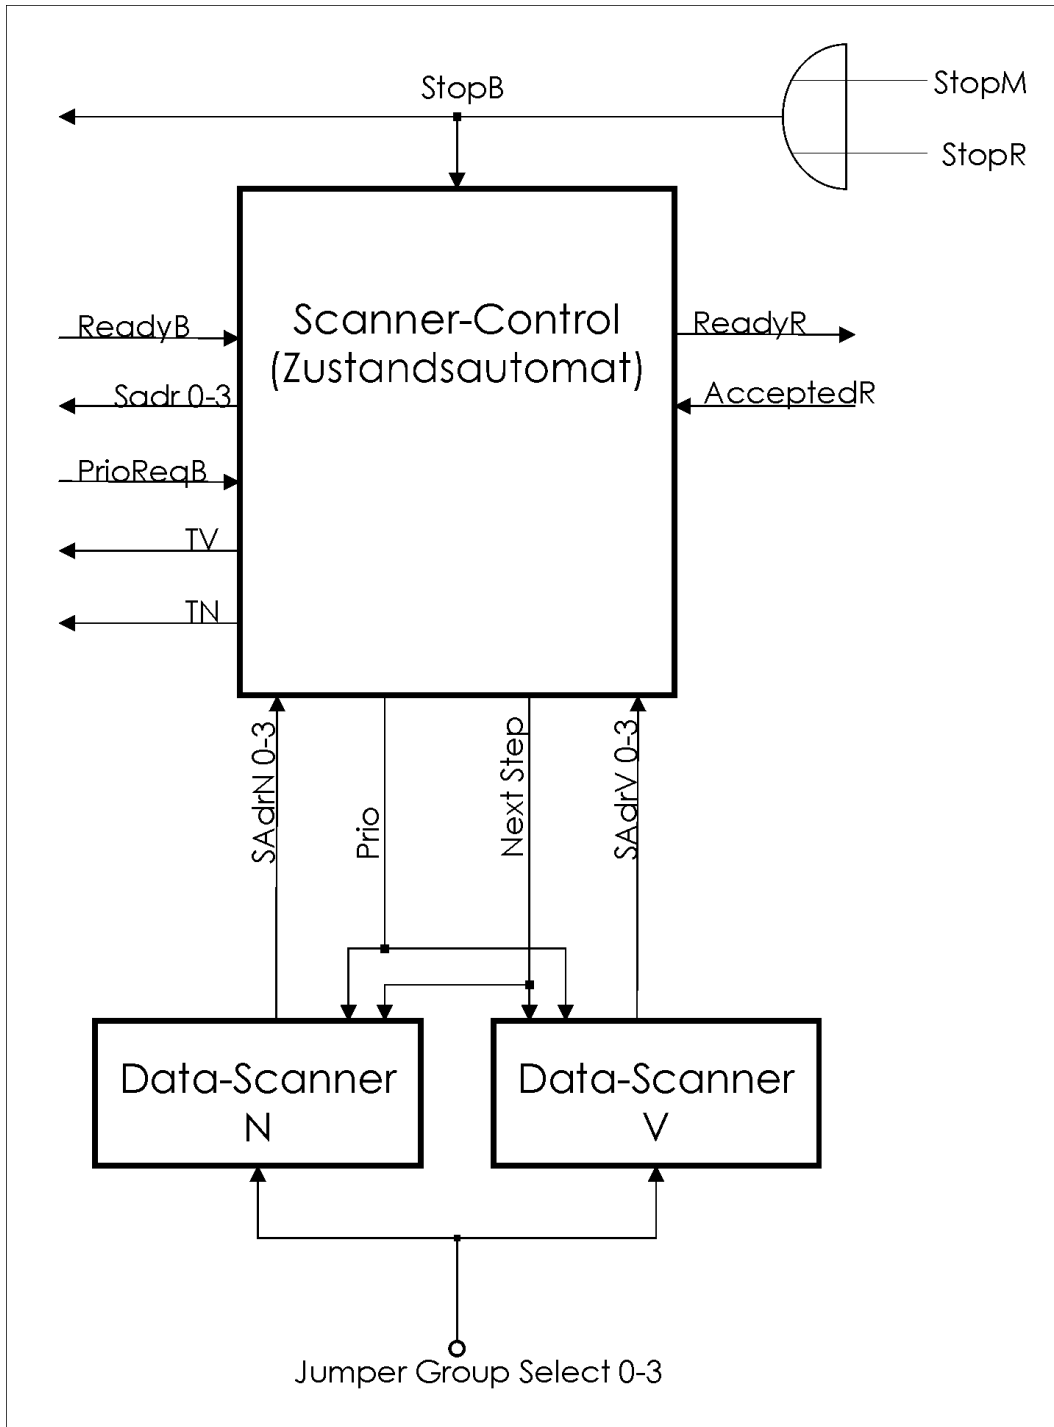 StopB
StopM
StopR
Scanner-Control
(Zustandsautomat)
ReadyB
Sadr 0-3
PrioReqB
TV
TN
ReadyR
AcceptedR
SAdrN 0-3
Prio
Next Step
SAdrV 0-3
Data-Scanner
N
Data-Scanner
V
Jumper Group Select 0-3